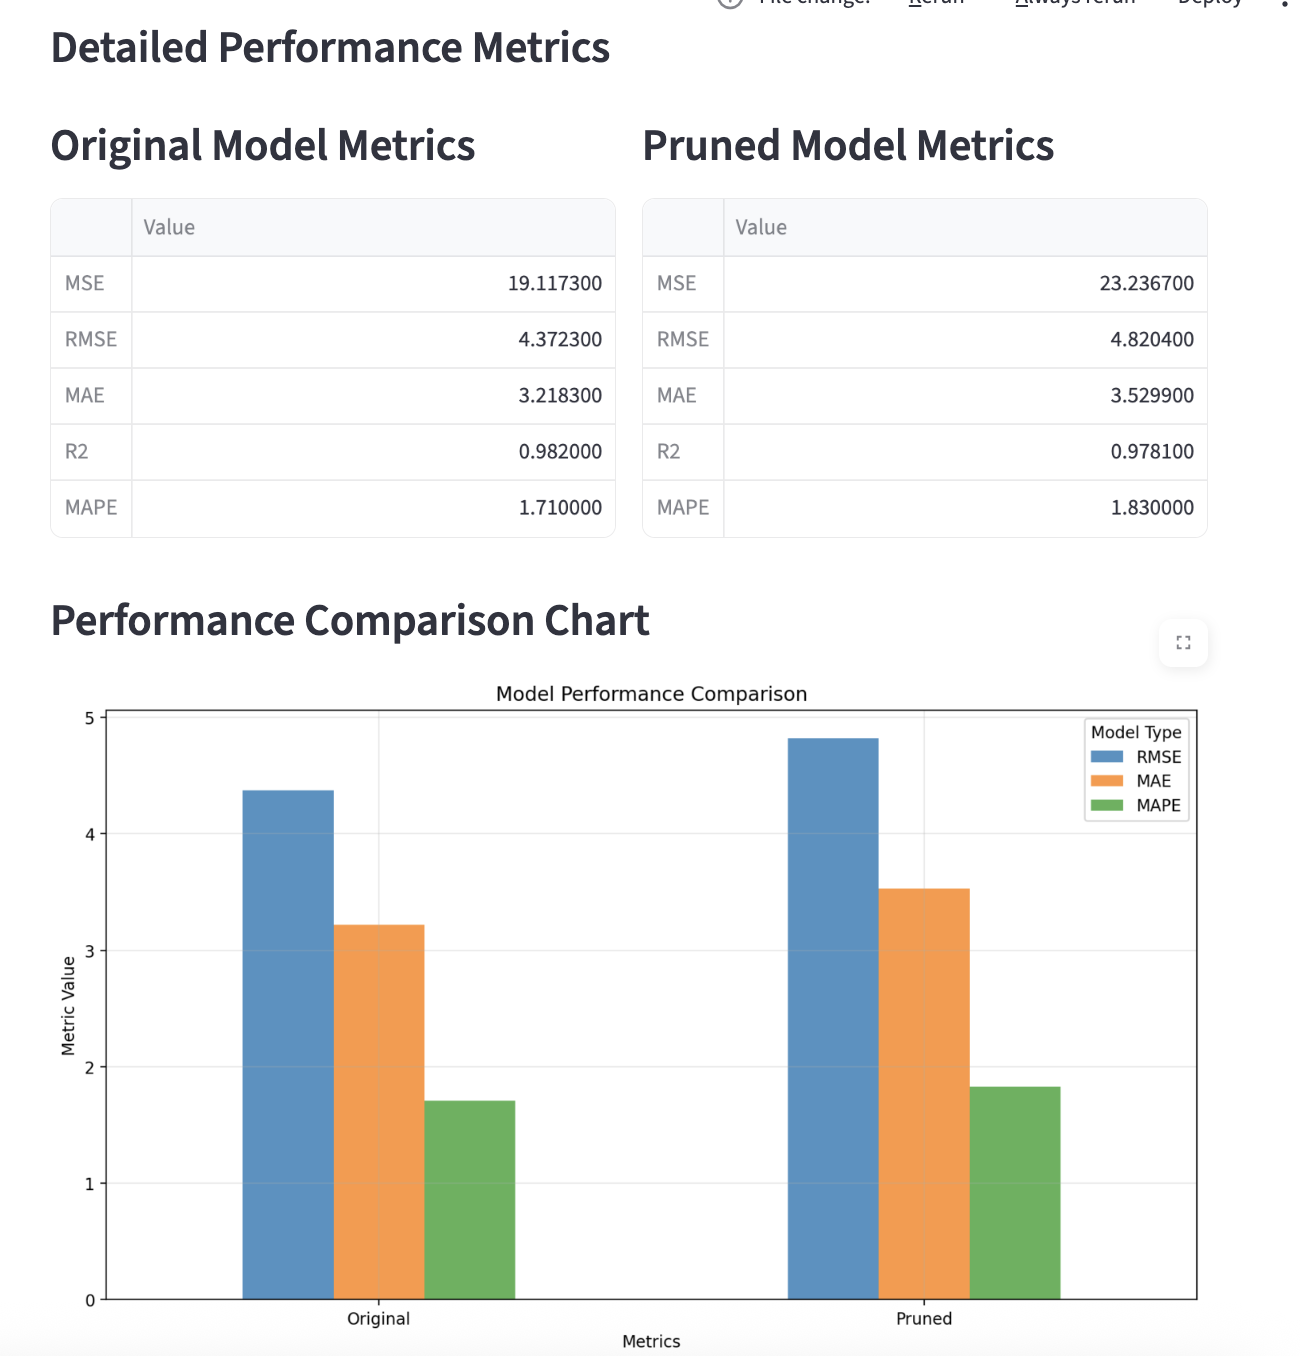 File change. Rerun Always rerun Deploy
Detailed Performance Metrics
Original Model Metrics
Value
MSE 19.117300
RMSE 4.372300
MAE 3.218300
R2 0.982000
MAPE 1.710000
Pruned Model Metrics
Value
MSE 23.236700
RMSE 4.820400
MAE 3.529900
R2 0.978100
MAPE 1.830000
Performance Comparison Chart
Model Performance Comparison
Model Type
RMSE
MAE
MAPE
5
4
3
2
1
0
Metric Value
Original Pruned
Metrics